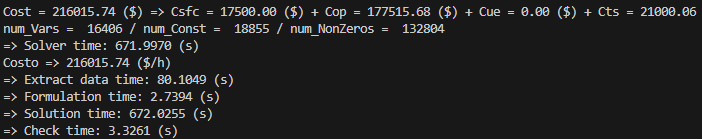 Cost = 216015.74 ($) => Csfc = 17500.00 ($) + Cop = 177515.68 ($) + Cue = 0.00 ($) + Cts = 21000.06
num_Vars =  16406 / num_Const =  18855 / num_NonZeros =  132804
=> Solver time: 671.9970 (s)
Costo => 216015.74 ($/h)
=> Extract data time: 80.1049 (s)
=> Formulation time: 2.7394 (s)
=> Solution time: 672.0255 (s)
=> Check time: 3.3261 (s)